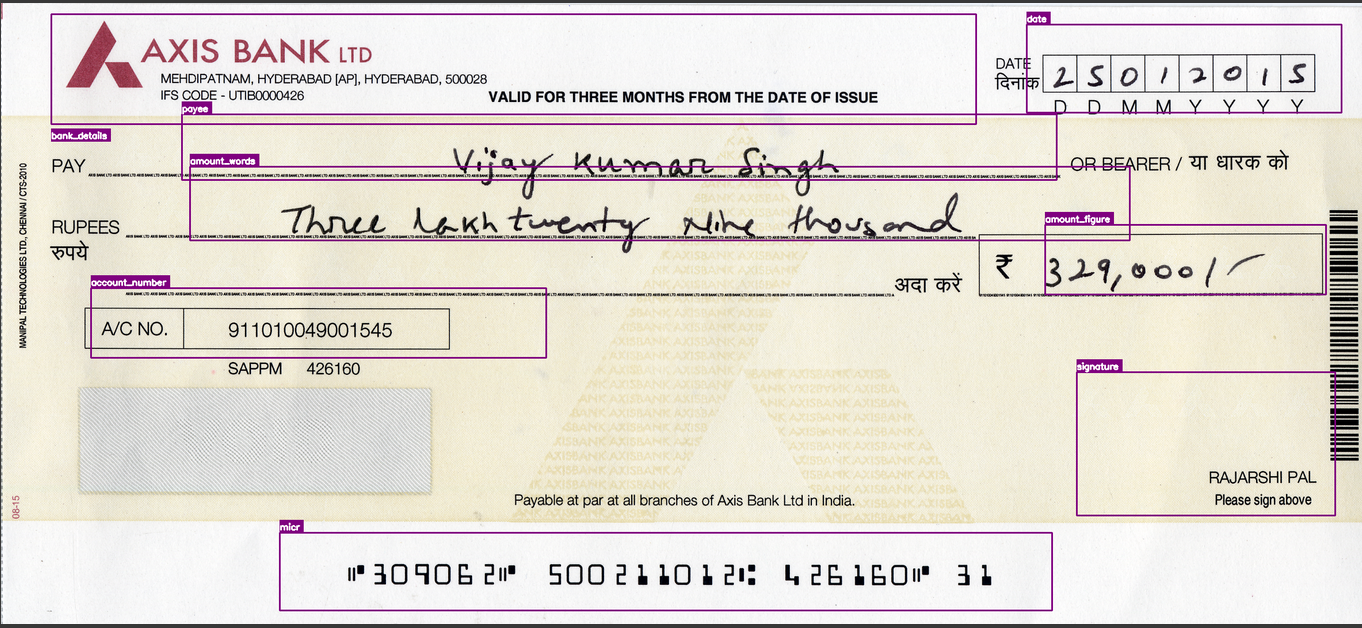 date
AXIS BANK LTD
MEHDIPATNAM, HYDERABAD [AP], HYDERABAD, 500028
IFS CODE - UTIB0000426
VALID FOR THREE MONTHS FROM THE DATE OF ISSUE
DATE 2 5 0 1 2 0 1 5
दिनांक D D M M Y Y Y Y
payee
bank_details
PAY Vijay Kumar Singh OR BEARER / या धारक को
amount_words
RUPEES Three lakh twenty Nine thousand
रुपये
amount_figure
अदा करें ₹ 329,000/-
account_number
A/C NO. 911010049001545
SAPPM 426160
signature
RAJARSHI PAL
Please sign above
Payable at par at all branches of Axis Bank Ltd in India.
MANIPAL TECHNOLOGIES LTD., CHENNAI / CTS-2010
08-15
micr
⑈309062⑈ 500211012⑆ 426160⑈ 31